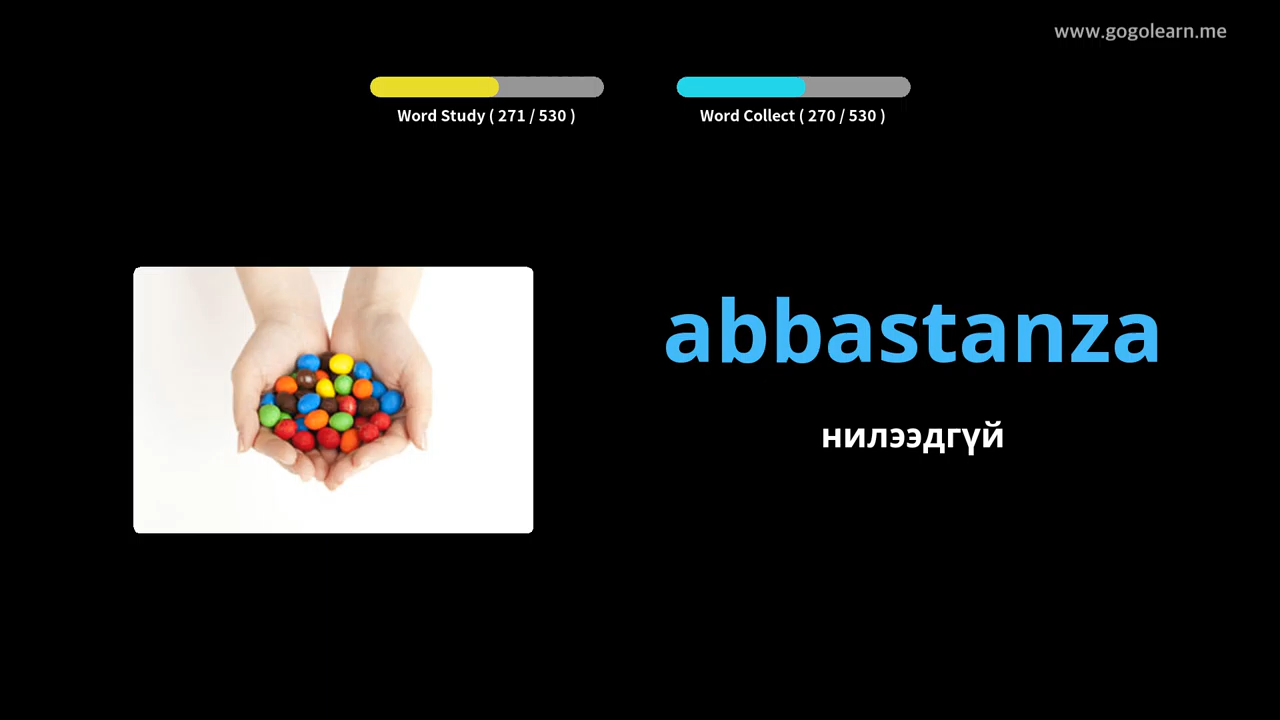 www.gogolearn.me
Word Study ( 271 / 530 )
Word Collect ( 270 / 530 )
abbastanza
нилээдгүй